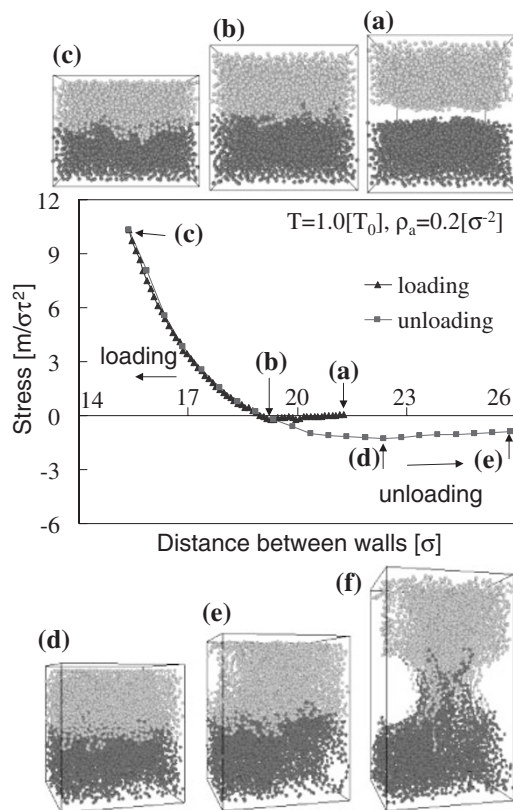 (c) (b) (a)
12
T=1.0[T₀], ρₐ=0.2[σ⁻²]
(c)
9
loading
unloading
6
Stress [m/στ²]
3
loading
(b) (a)
14 17 20 23 26
0
(d) (e)
-3
unloading
-6
Distance between walls [σ]
(f)
(e)
(d)